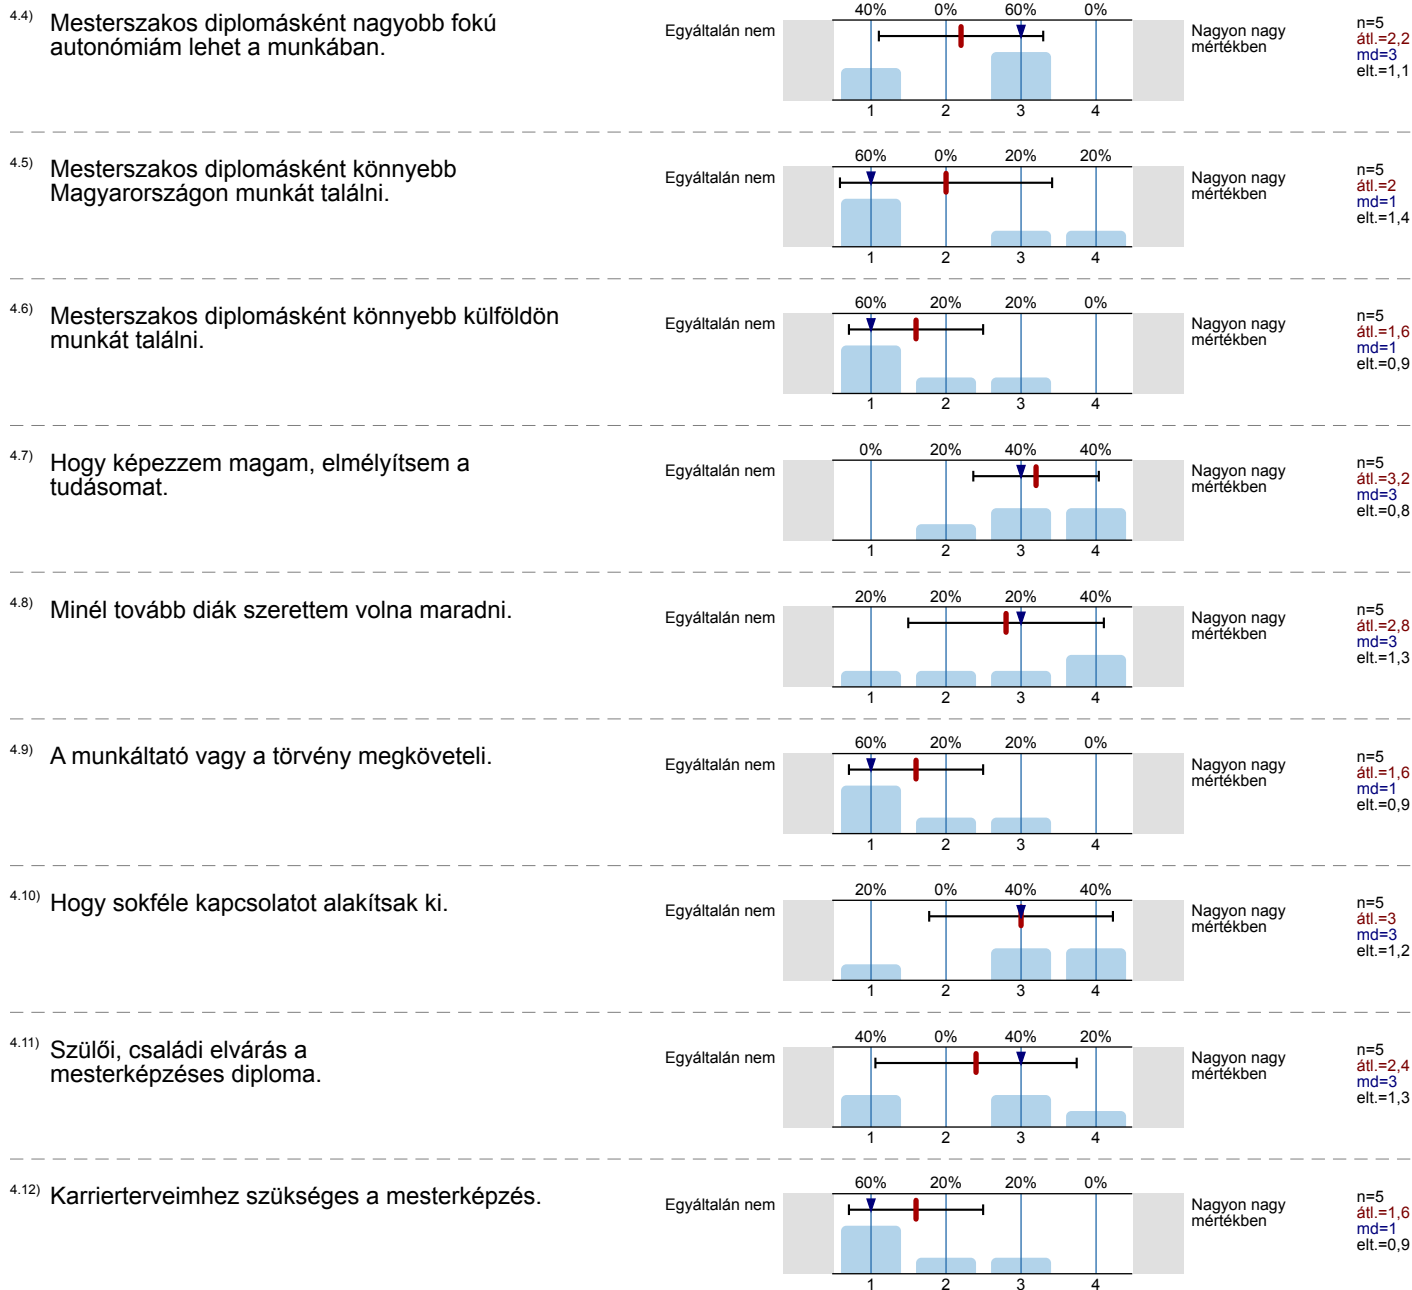 4.4) Mesterszakos diplomásként nagyobb fokú
autonómiám lehet a munkában.
Egyáltalán nem
40% 0% 60% 0%
1 2 3 4
Nagyon nagy
mértékben
n=5
átl.=2,2
md=3
elt.=1,1
4.5) Mesterszakos diplomásként könnyebb
Magyarországon munkát találni.
Egyáltalán nem
60% 0% 20% 20%
1 2 3 4
Nagyon nagy
mértékben
n=5
átl.=2
md=1
elt.=1,4
4.6) Mesterszakos diplomásként könnyebb külföldön
munkát találni.
Egyáltalán nem
60% 20% 20% 0%
1 2 3 4
Nagyon nagy
mértékben
n=5
átl.=1,6
md=1
elt.=0,9
4.7) Hogy képezzem magam, elmélyítsem a
tudásomat.
Egyáltalán nem
0% 20% 40% 40%
1 2 3 4
Nagyon nagy
mértékben
n=5
átl.=3,2
md=3
elt.=0,8
4.8) Minél tovább diák szerettem volna maradni.
Egyáltalán nem
20% 20% 20% 40%
1 2 3 4
Nagyon nagy
mértékben
n=5
átl.=2,8
md=3
elt.=1,3
4.9) A munkáltató vagy a törvény megköveteli.
Egyáltalán nem
60% 20% 20% 0%
1 2 3 4
Nagyon nagy
mértékben
n=5
átl.=1,6
md=1
elt.=0,9
4.10) Hogy sokféle kapcsolatot alakítsak ki.
Egyáltalán nem
20% 0% 40% 40%
1 2 3 4
Nagyon nagy
mértékben
n=5
átl.=3
md=3
elt.=1,2
4.11) Szülői, családi elvárás a
mesterképzéses diploma.
Egyáltalán nem
40% 0% 40% 20%
1 2 3 4
Nagyon nagy
mértékben
n=5
átl.=2,4
md=3
elt.=1,3
4.12) Karrierterveimhez szükséges a mesterképzés.
Egyáltalán nem
60% 20% 20% 0%
1 2 3 4
Nagyon nagy
mértékben
n=5
átl.=1,6
md=1
elt.=0,9